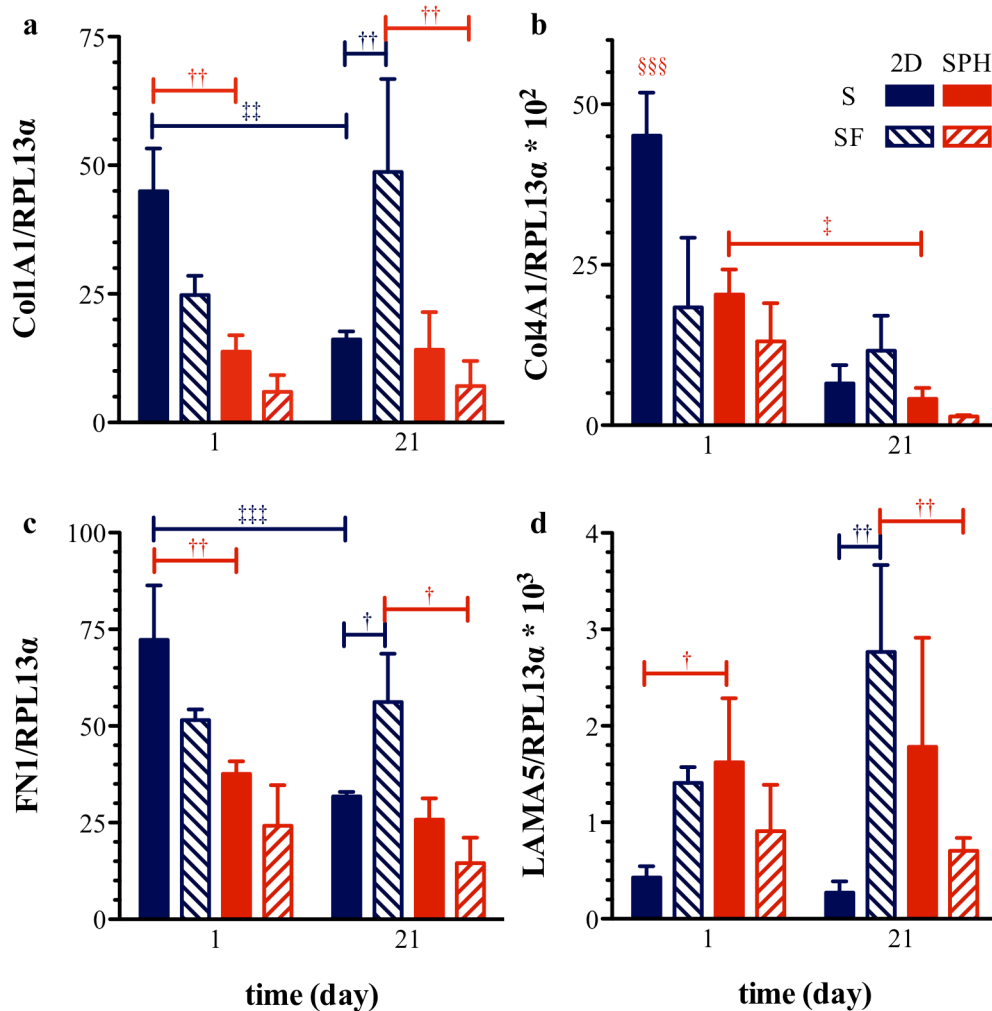 a
75
50
25
0
Col1A1/RPL13α
††
‡‡
††
††
1
21
b
50
25
0
Col4A1/RPL13α * 10²
§§§
‡
2D SPH
S
SF
1
21
c
100
75
50
25
0
FN1/RPL13α
‡‡‡
††
†
†
1
21
time (day)
d
4
3
2
1
0
LAMA5/RPL13α * 10³
†
††
††
1
21
time (day)